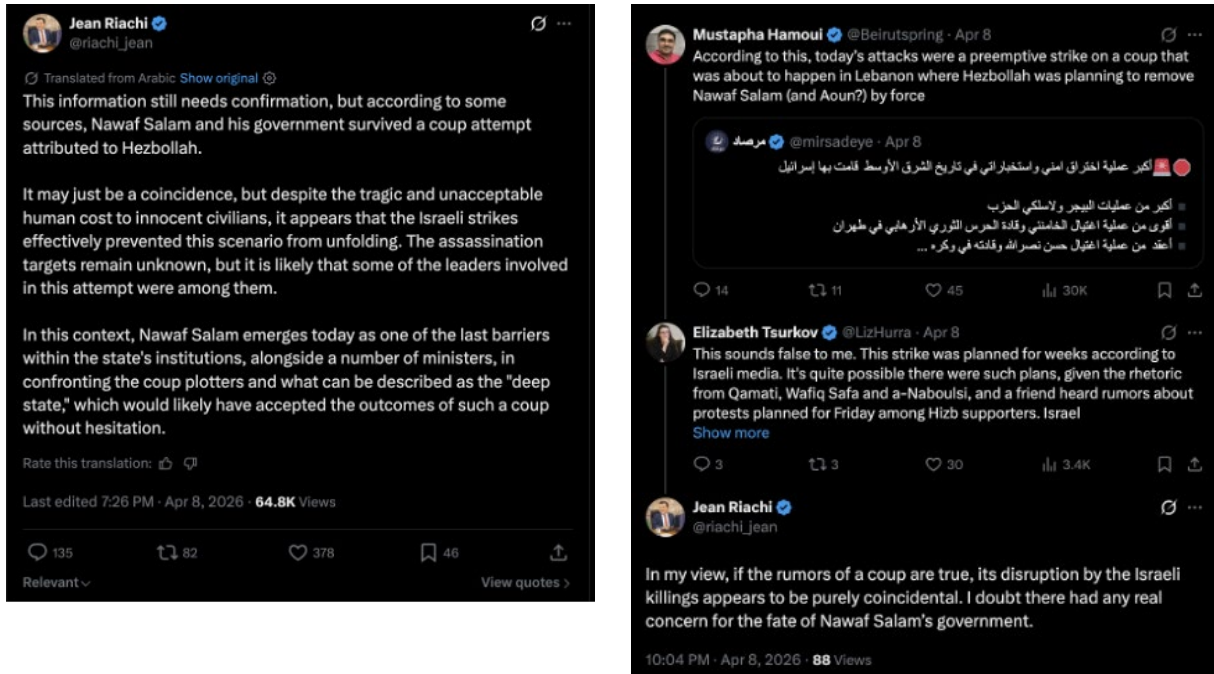 Jean Riachi
@riachi_jean
Translated from Arabic Show original
This information still needs confirmation, but according to some
sources, Nawaf Salam and his government survived a coup attempt
attributed to Hezbollah.
It may just be a coincidence, but despite the tragic and unacceptable
human cost to innocent civilians, it appears that the Israeli strikes
effectively prevented this scenario from unfolding. The assassination
targets remain unknown, but it is likely that some of the leaders involved
in this attempt were among them.
In this context, Nawaf Salam emerges today as one of the last barriers
within the state's institutions, alongside a number of ministers, in
confronting the coup plotters and what can be described as the "deep
state," which would likely have accepted the outcomes of such a coup
without hesitation.
Rate this translation:
Last edited 7:26 PM · Apr 8, 2026 · 64.8K Views
135 82 378 46
Relevant View quotes
Mustapha Hamoui @Beirutspring · Apr 8
According to this, today's attacks were a preemptive strike on a coup that
was about to happen in Lebanon where Hezbollah was planning to remove
Nawaf Salam (and Aoun?) by force
مرصاد @mirsadeye · Apr 8
أكبر عملية اختراق امني واستخباراتي في تاريخ الشرق الأوسط قامت بها إسرائيل
أكبر من عمليات البيجر ولاسلكي الحزب
أقوى من عملية اغتيال الخامنئي وقادة الحرس الثوري الأرهابي في طهران
أعقد من عملية اغتيال حسن نصرالله وقادته في وكره ...
14 11 45 30K
Elizabeth Tsurkov @LizHurra · Apr 8
This sounds false to me. This strike was planned for weeks according to
Israeli media. It's quite possible there were such plans, given the rhetoric
from Qamati, Wafiq Safa and a-Naboulsi, and a friend heard rumors about
protests planned for Friday among Hizb supporters. Israel
Show more
3 3 30 3.4K
Jean Riachi
@riachi_jean
In my view, if the rumors of a coup are true, its disruption by the Israeli
killings appears to be purely coincidental. I doubt there had any real
concern for the fate of Nawaf Salam's government.
10:04 PM · Apr 8, 2026 · 88 Views